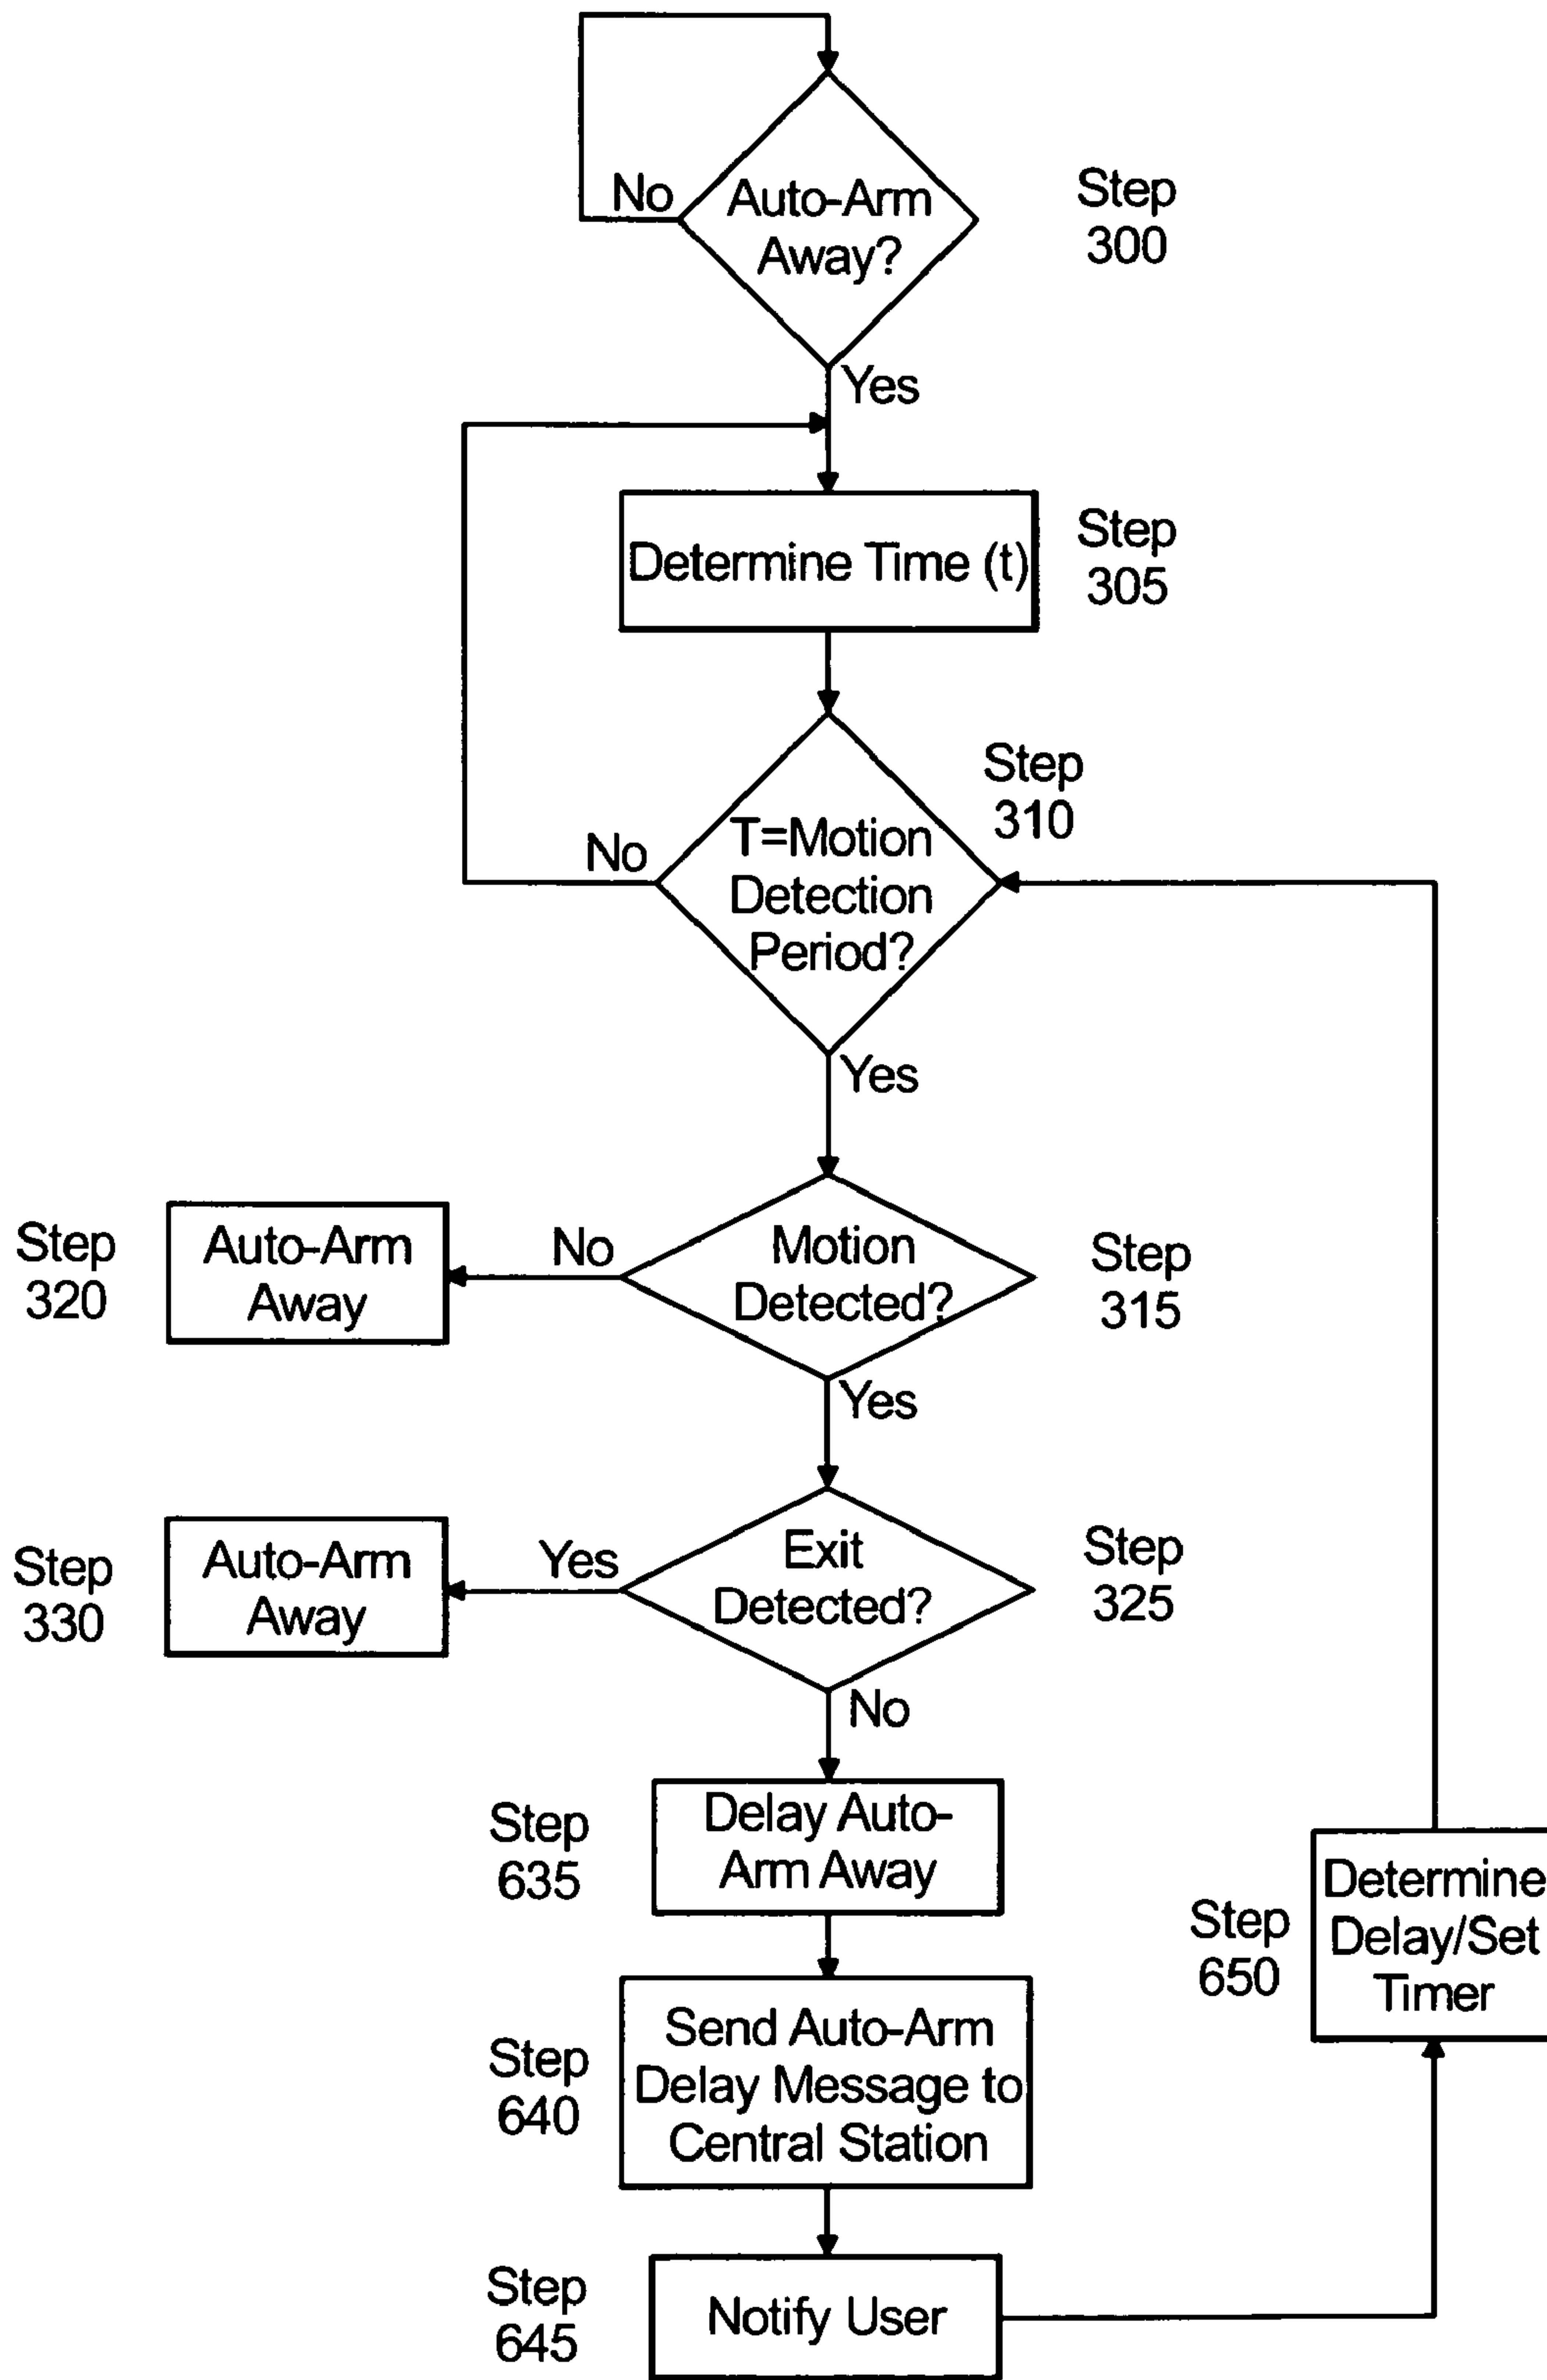 No
Auto-Arm
Away?
Step
300
Yes
Determine Time (t)
Step
305
Step
310
No
T=Motion
Detection
Period?
Yes
Step
320
Auto-Arm
Away
No
Motion
Detected?
Step
315
Yes
Step
330
Auto-Arm
Away
Yes
Exit
Detected?
Step
325
No
Step
635
Delay Auto-
Arm Away
Step
650
Determine
Delay/Set
Timer
Step
640
Send Auto-Arm
Delay Message to
Central Station
Step
645
Notify User